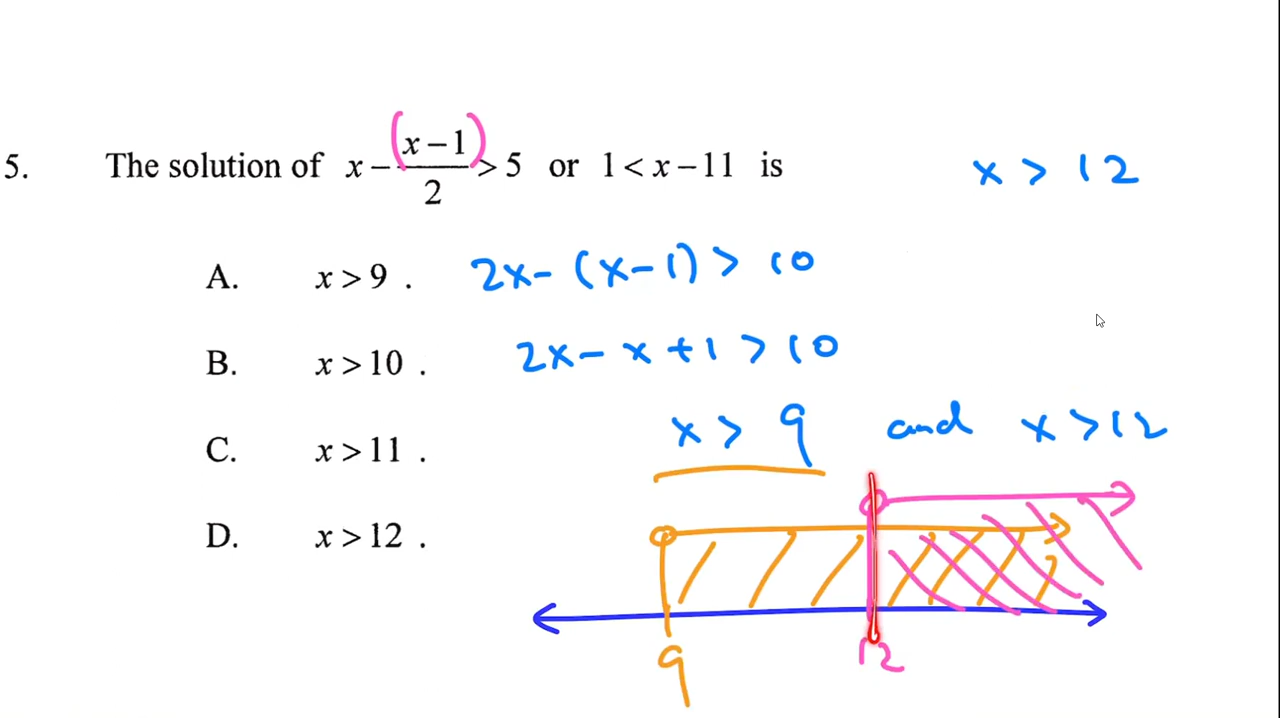 5. The solution of x − (x − 1)/2 > 5 or 1 < x − 11 is
x > 12
A. x > 9 .
2x − (x − 1) > 10
B. x > 10 .
2x − x + 1 > 10
x > 9 and x > 12
C. x > 11 .
D. x > 12 .
9 12